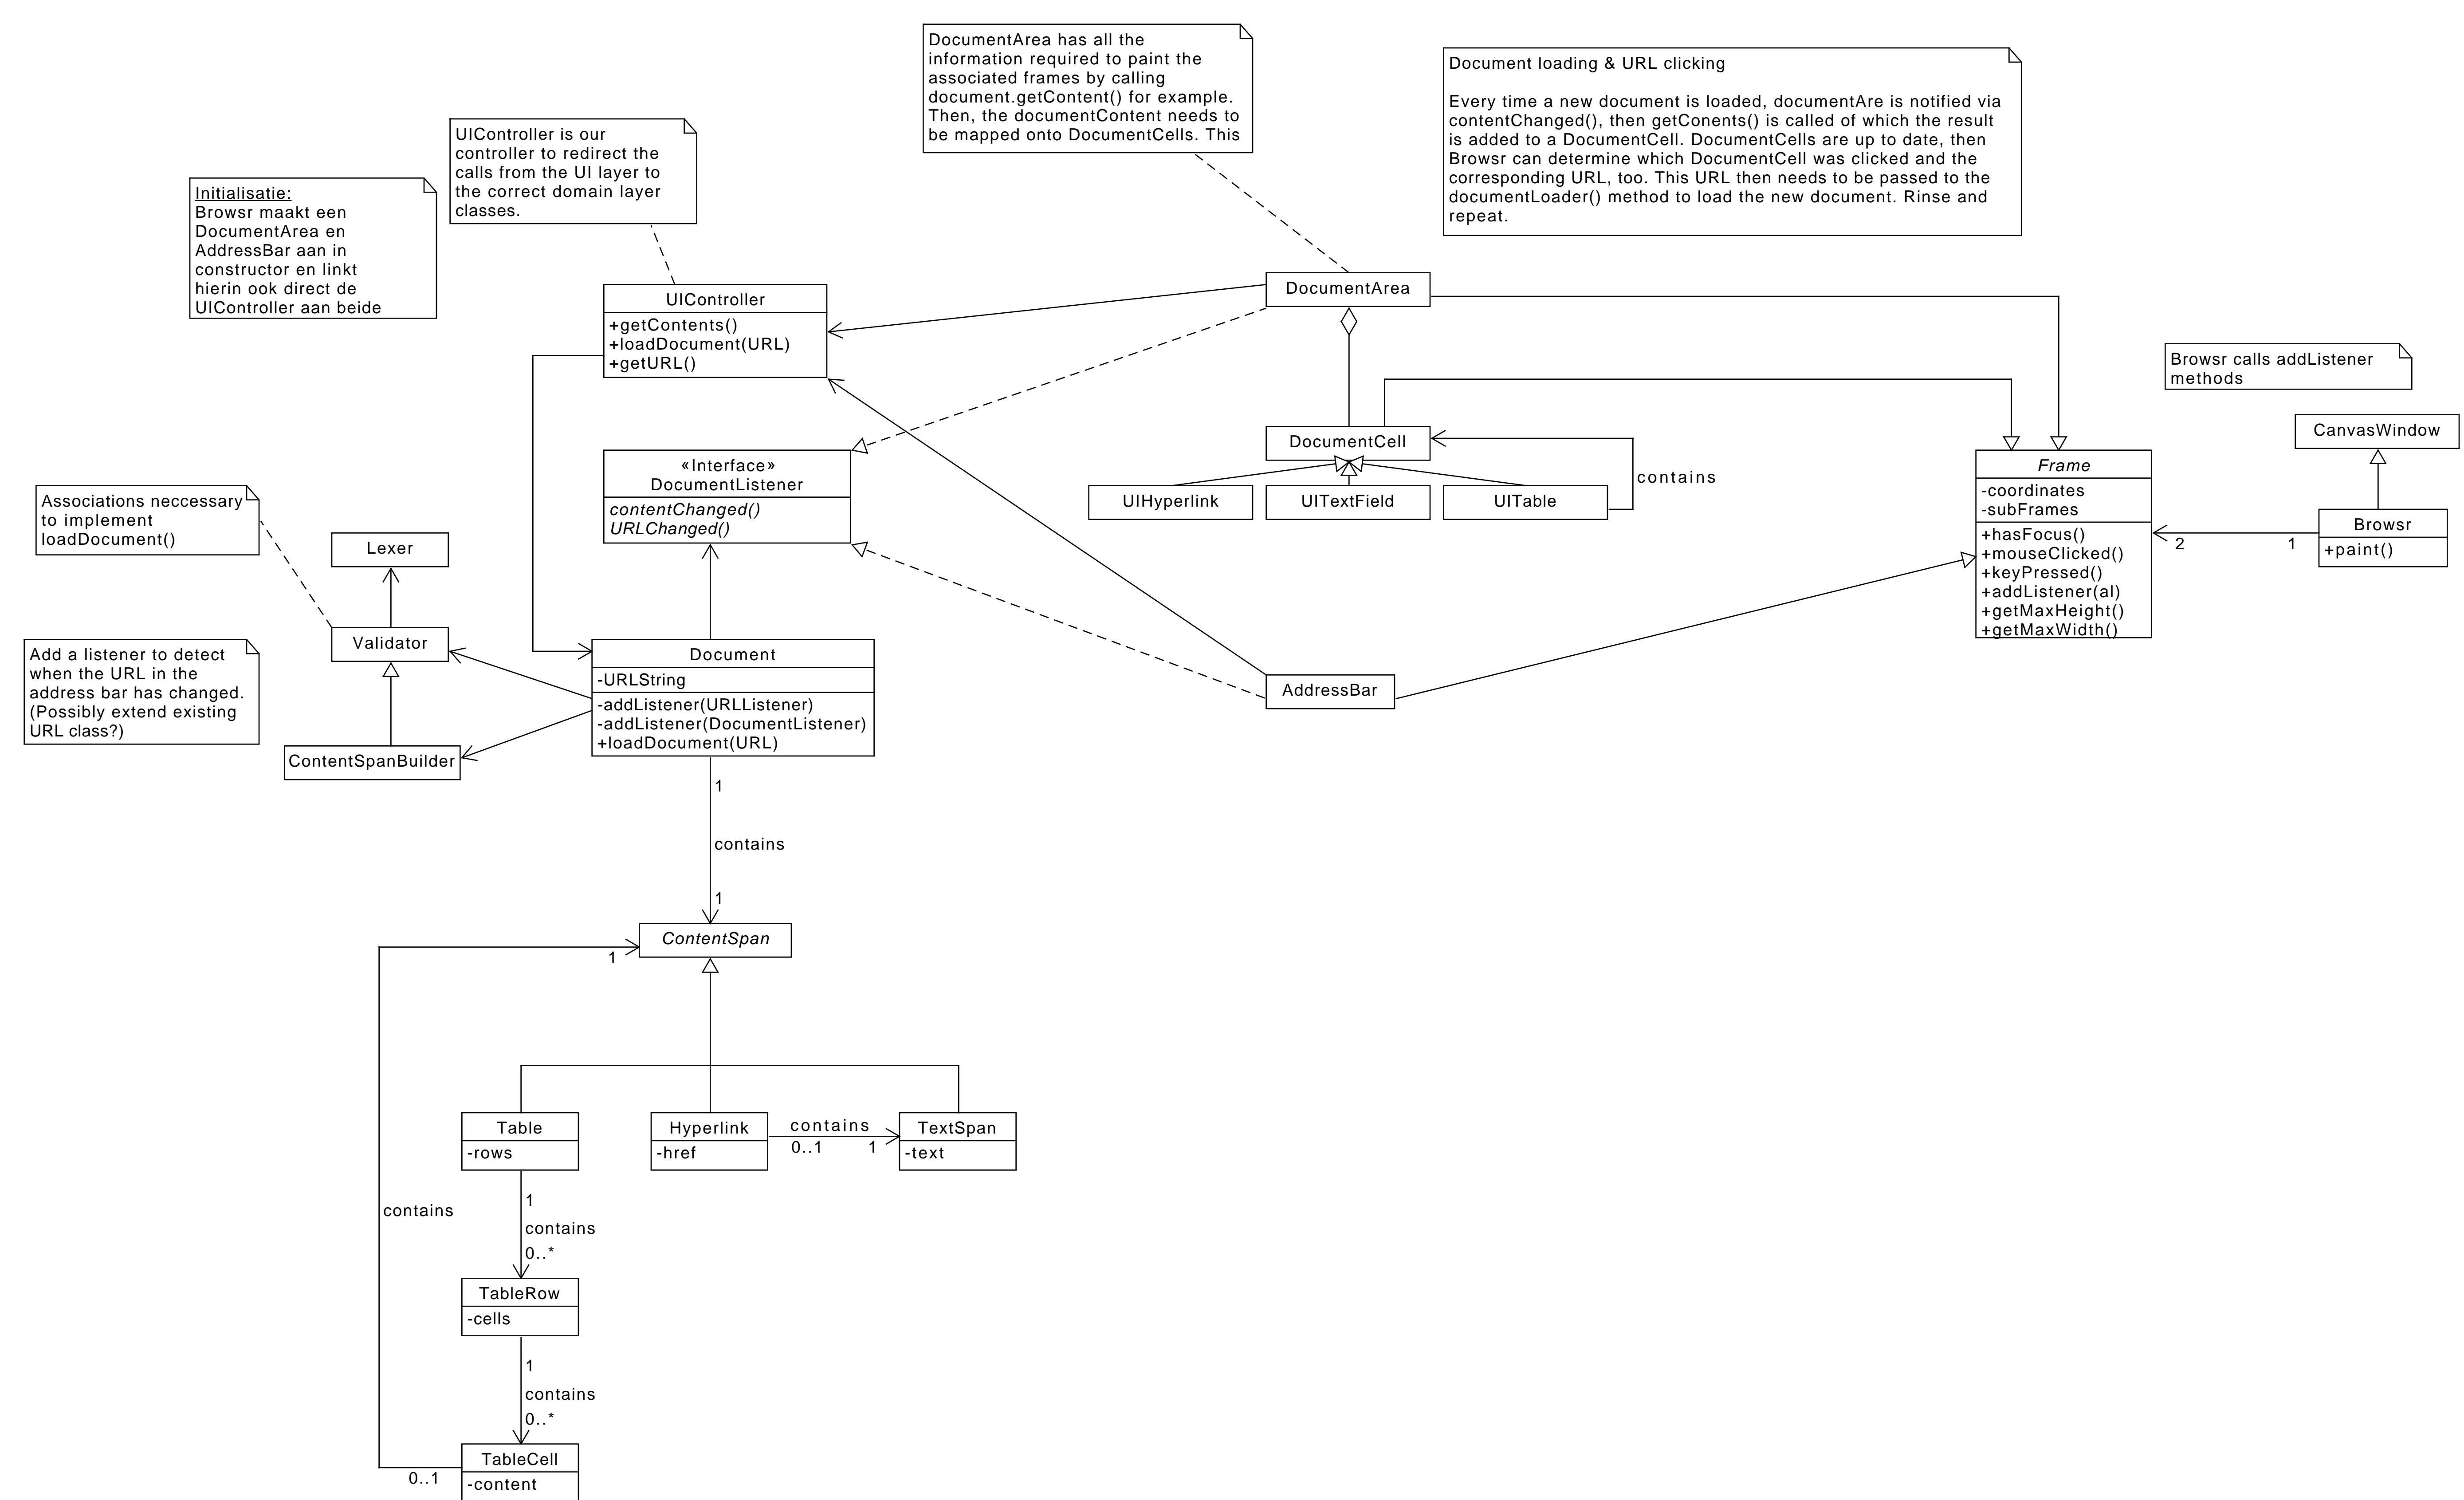 DocumentArea has all the
information required to paint the
associated frames by calling
document.getContent() for example.
Then, the documentContent needs to
be mapped onto DocumentCells. This
Document loading & URL clicking
Every time a new document is loaded, documentAre is notified via
contentChanged(), then getConents() is called of which the result
is added to a DocumentCell. DocumentCells are up to date, then
Browsr can determine which DocumentCell was clicked and the
corresponding URL, too. This URL then needs to be passed to the
documentLoader() method to load the new document. Rinse and
repeat.
UIController is our
controller to redirect the
calls from the UI layer to
the correct domain layer
classes.
Initialisatie:
Browsr maakt een
DocumentArea en
AddressBar aan in
constructor en linkt
hierin ook direct de
UIController aan beide
UIController
+getContents()
+loadDocument(URL)
+getURL()
DocumentArea
Browsr calls addListener
methods
CanvasWindow
DocumentCell
contains
UIHyperlink
UITextField
UITable
«Interface»
DocumentListener
contentChanged()
URLChanged()
Frame
-coordinates
-subFrames
+hasFocus()
+mouseClicked()
+keyPressed()
+addListener(al)
+getMaxHeight()
+getMaxWidth()
2
1
Browsr
+paint()
Associations neccessary
to implement
loadDocument()
Lexer
Validator
Add a listener to detect
when the URL in the
address bar has changed.
(Possibly extend existing
URL class?)
ContentSpanBuilder
Document
-URLString
-addListener(URLListener)
-addListener(DocumentListener)
+loadDocument(URL)
AddressBar
1
contains
1
ContentSpan
1
contains
Table
-rows
Hyperlink
-href
contains
0..1
1
TextSpan
-text
1
contains
0..*
TableRow
-cells
1
contains
0..*
TableCell
-content
0..1